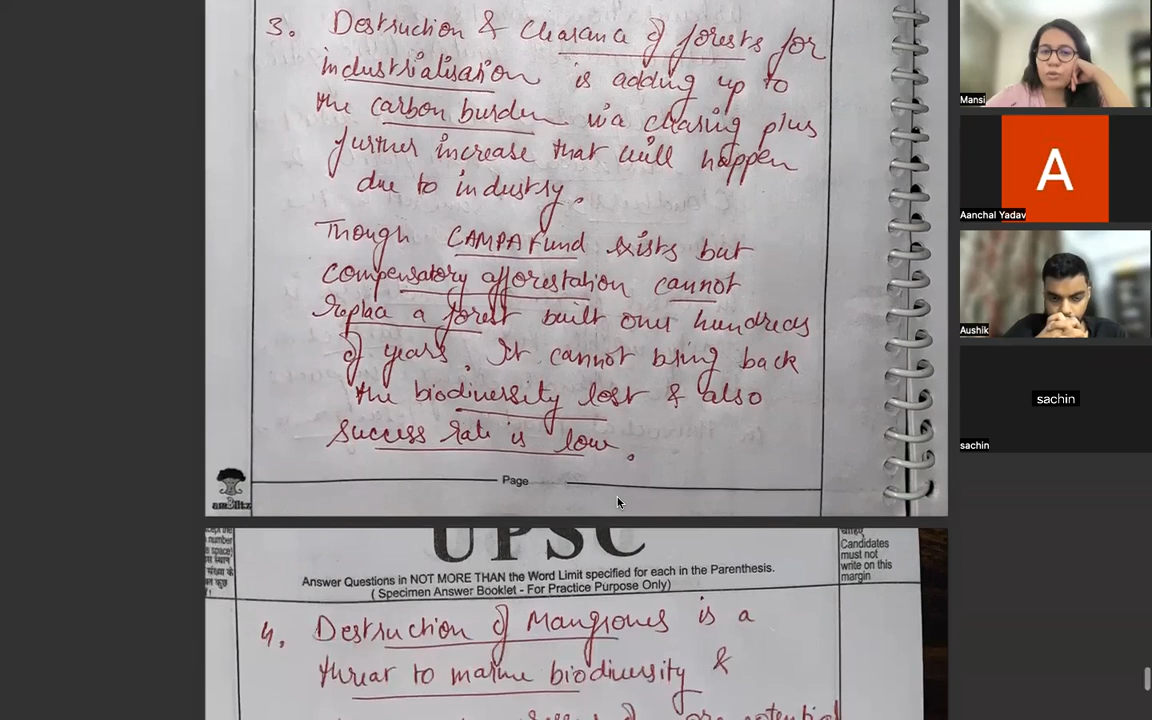 3. Destruction & Clearance of forests for
industrialisation is adding up to
the carbon burden via clearing plus
further increase that will happen
due to industry.
Though CAMPA Fund exists but
compensatory afforestation cannot
replace a forest built over hundreds
of years. It cannot bring back
the biodiversity lost & also
success rate is low.
Page
UPSC
Answer Questions in NOT MORE THAN the Word Limit specified for each in the Parenthesis.
( Specimen Answer Booklet - For Practice Purpose Only)
Candidates
must not
write on this
margin
4. Destruction of Mangroves is a
threat to marine biodiversity &
potential
Mansi
A
Aanchal Yadav
Aushik
sachin
sachin